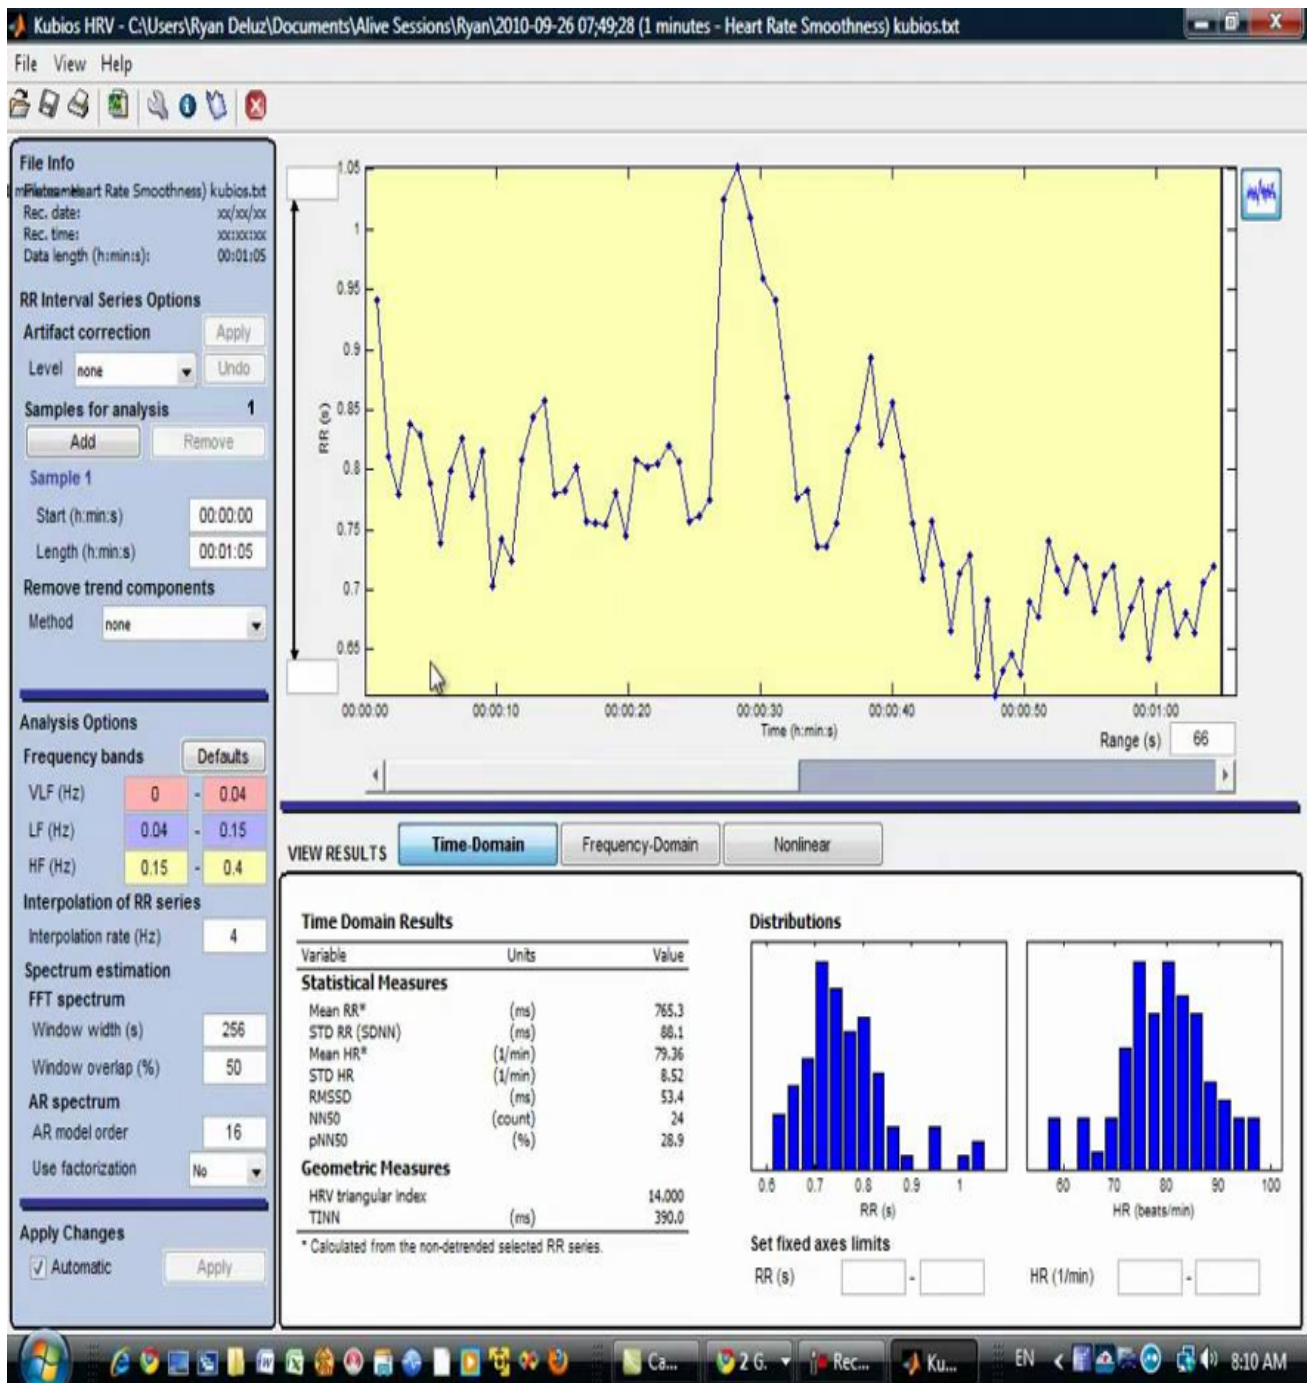 Kubios HRV - C:\Users\Ryan Deluz\Documents\Alive Sessions\Ryan\2010-09-26 07;49;28 (1 minutes - Heart Rate Smoothness) kubios.txt
File View Help
File Info
Heart Rate Smoothness) kubios.txt
Rec. date: xx/xx/xx
Rec. time: xx:xx:xx
Data length (h:min:s): 00:01:05
RR Interval Series Options
Artifact correction Apply
Level none Undo
Samples for analysis 1
Add Remove
Sample 1
Start (h:min:s) 00:00:00
Length (h:min:s) 00:01:05
Remove trend components
Method none
Analysis Options
Frequency bands Defaults
VLF (Hz) 0 - 0.04
LF (Hz) 0.04 - 0.15
HF (Hz) 0.15 - 0.4
Interpolation of RR series
Interpolation rate (Hz) 4
Spectrum estimation
FFT spectrum
Window width (s) 256
Window overlap (%) 50
AR spectrum
AR model order 16
Use factorization No
Apply Changes
Automatic Apply
1.05
1
0.95
0.9
0.85
0.8
0.75
0.7
0.65
RR (s)
00:00:00 00:00:10 00:00:20 00:00:30 00:00:40 00:00:50 00:01:00
Time (h:min:s)
Range (s) 66
VIEW RESULTS Time-Domain Frequency-Domain Nonlinear
Time Domain Results
Variable Units Value
Statistical Measures
Mean RR* (ms) 765.3
STD RR (SDNN) (ms) 88.1
Mean HR* (1/min) 79.36
STD HR (1/min) 8.52
RMSSD (ms) 53.4
NN50 (count) 24
pNN50 (%) 28.9
Geometric Measures
HRV triangular index 14.000
TINN (ms) 390.0
* Calculated from the non-detrended selected RR series.
Distributions
0.6 0.7 0.8 0.9 1
RR (s)
60 70 80 90 100
HR (beats/min)
Set fixed axes limits
RR (s) -
HR (1/min) -
Ca... 2 G. Rec... Ku... EN 8:10 AM